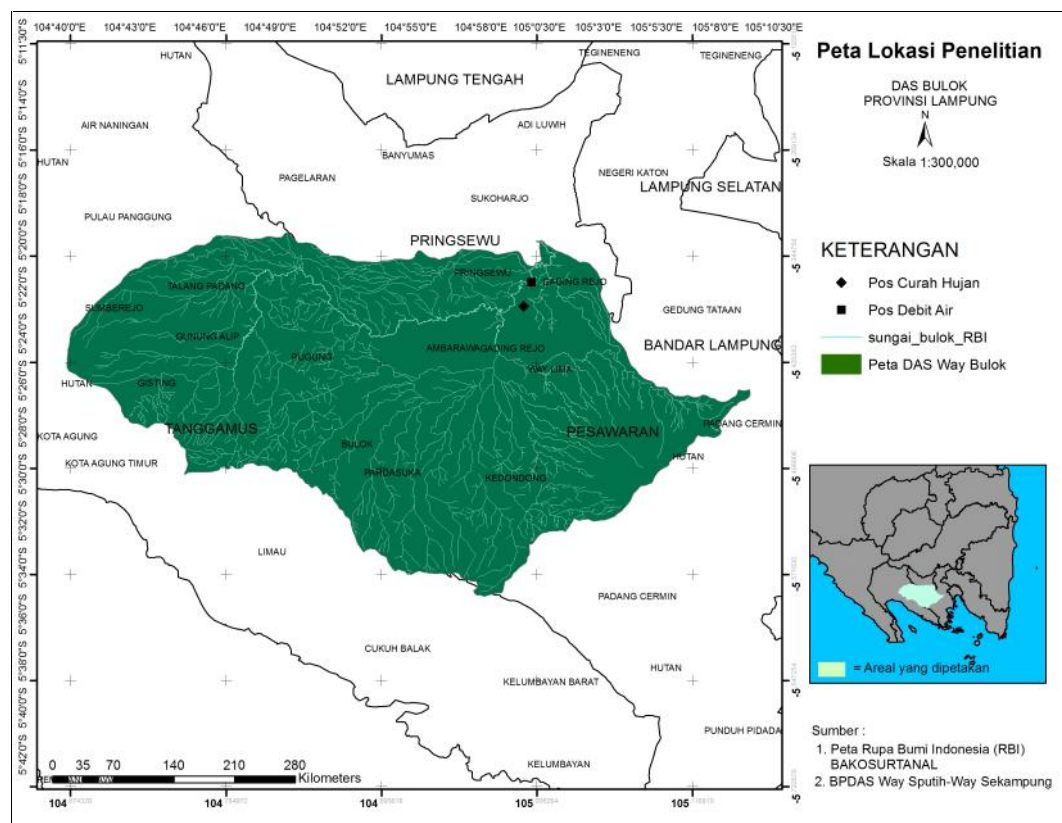 104°40'0"E 104°43'0"E 104°46'0"E 104°49'0"E 104°52'0"E 104°55'0"E 104°58'0"E 105°0'30"E 105°3'0"E 105°5'30"E 105°8'0"E 105°10'30"E
5°11'30"S
5°14'0"S
5°16'0"S
5°18'0"S
5°20'0"S
5°22'0"S
5°24'0"S
5°26'0"S
5°28'0"S
5°30'0"S
5°32'0"S
5°34'0"S
5°36'0"S
5°38'0"S
5°40'0"S
5°42'0"S
HUTAN
TEGINENENG
TEGINENENG
LAMPUNG TENGAH
AIR NANINGAN
ADI LUWIH
HUTAN
BANYUMAS
PAGELARAN
NEGERI KATON
LAMPUNG SELATAN
SUKOHARJO
PULAU PANGGUNG
PRINGSEWU
PRINGSEWU
GADING REJO
TALANG PADANG
SUMBEREJO
GEDUNG TATAAN
GUNUNG ALIP
AMBARAWAGADING REJO
BANDAR LAMPUNG
PUGUNG
WAY LIMA
HUTAN
GISTING
PADANG CERMIN
TANGGAMUS
PESAWARAN
KOTA AGUNG
BULOK
HUTAN
KOTA AGUNG TIMUR
PARDASUKA
KEDONDONG
LIMAU
PADANG CERMIN
CUKUH BALAK
HUTAN
KELUMBAYAN BARAT
PUNDUH PIDADA
KELUMBAYAN
0 35 70 140 210 280
Kilometers
104 104 104 105 105
Peta Lokasi Penelitian
DAS BULOK
PROVINSI LAMPUNG
N
Skala 1:300,000
KETERANGAN
Pos Curah Hujan
Pos Debit Air
sungai_bulok_RBI
Peta DAS Way Bulok
= Areal yang dipetakan
Sumber :
1. Peta Rupa Bumi Indonesia (RBI)
BAKOSURTANAL
2. BPDAS Way Sputih-Way Sekampung